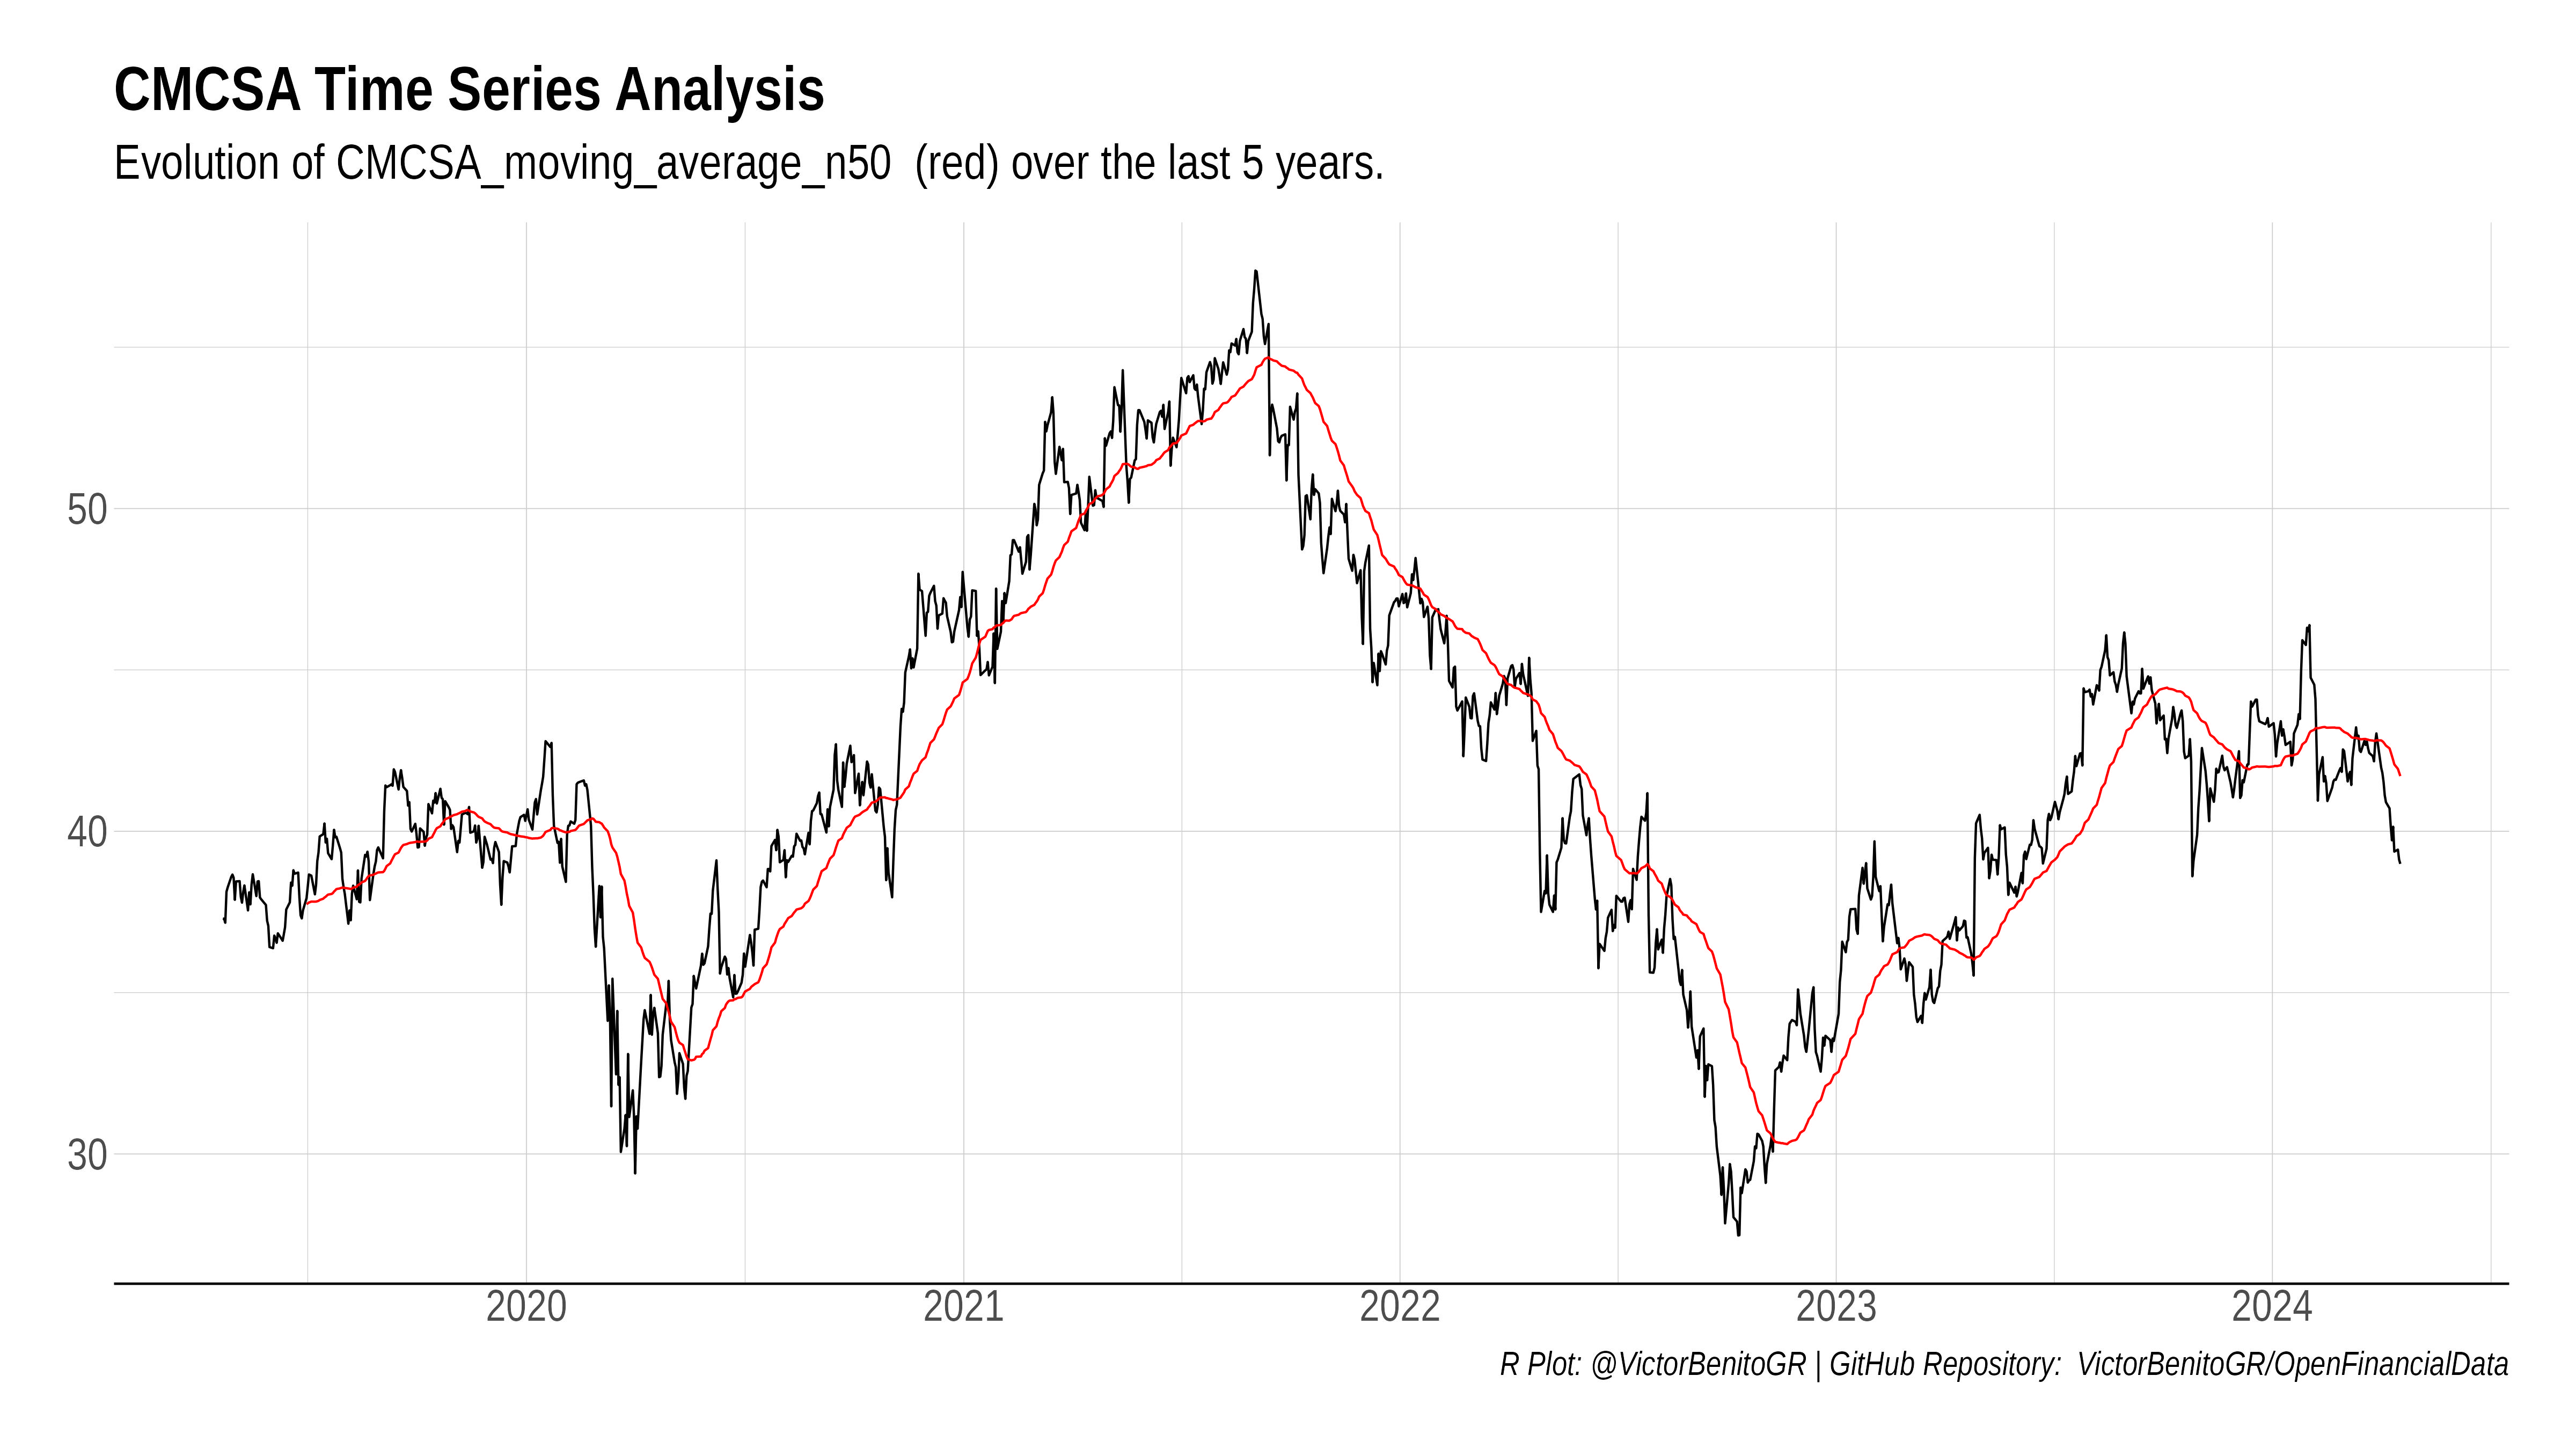 CMCSA Time Series Analysis
Evolution of CMCSA_moving_average_n50  (red) over the last 5 years.
50
40
30
2020 2021 2022 2023 2024
R Plot: @VictorBenitoGR | GitHub Repository:  VictorBenitoGR/OpenFinancialData